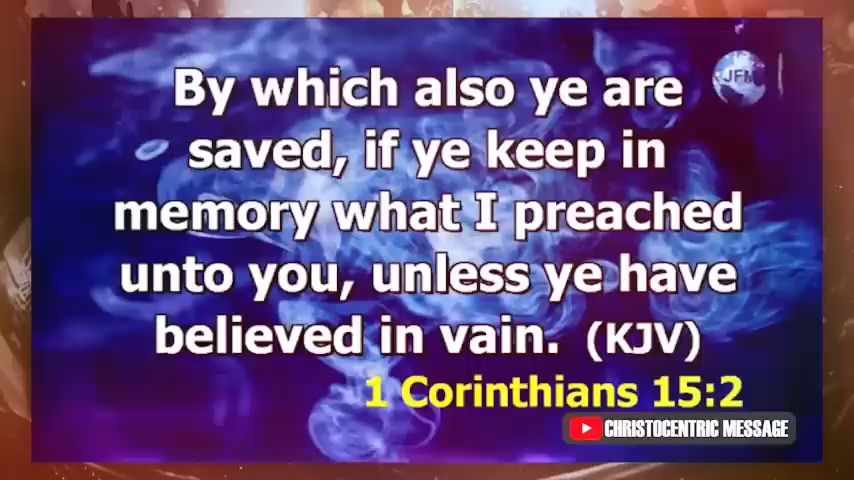 JFM
By which also ye are
saved, if ye keep in
memory what I preached
unto you, unless ye have
believed in vain. (KJV)
1 Corinthians 15:2
CHRISTOCENTRIC MESSAGE